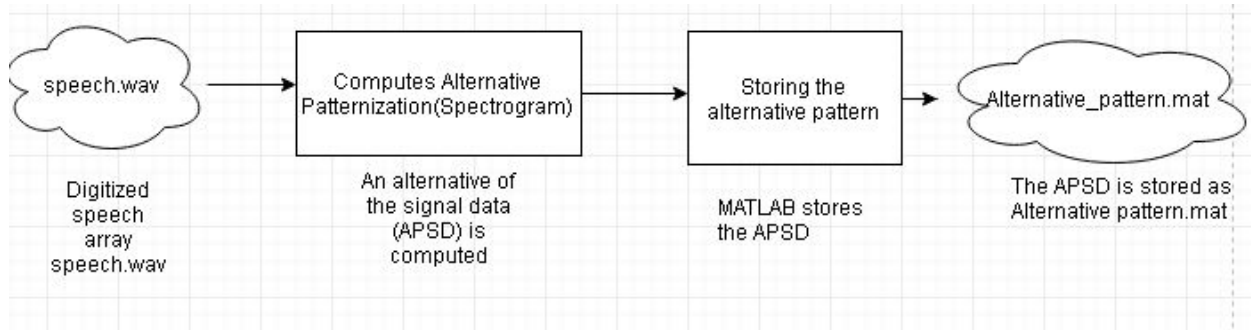 speech.wav
Computes Alternative
Patternization(Spectrogram)
Storing the
alternative pattern
Alternative_pattern.mat
Digitized
speech
array
speech.wav
An alternative of
the signal data
(APSD) is
computed
MATLAB stores
the APSD
The APSD is stored as
Alternative pattern.mat